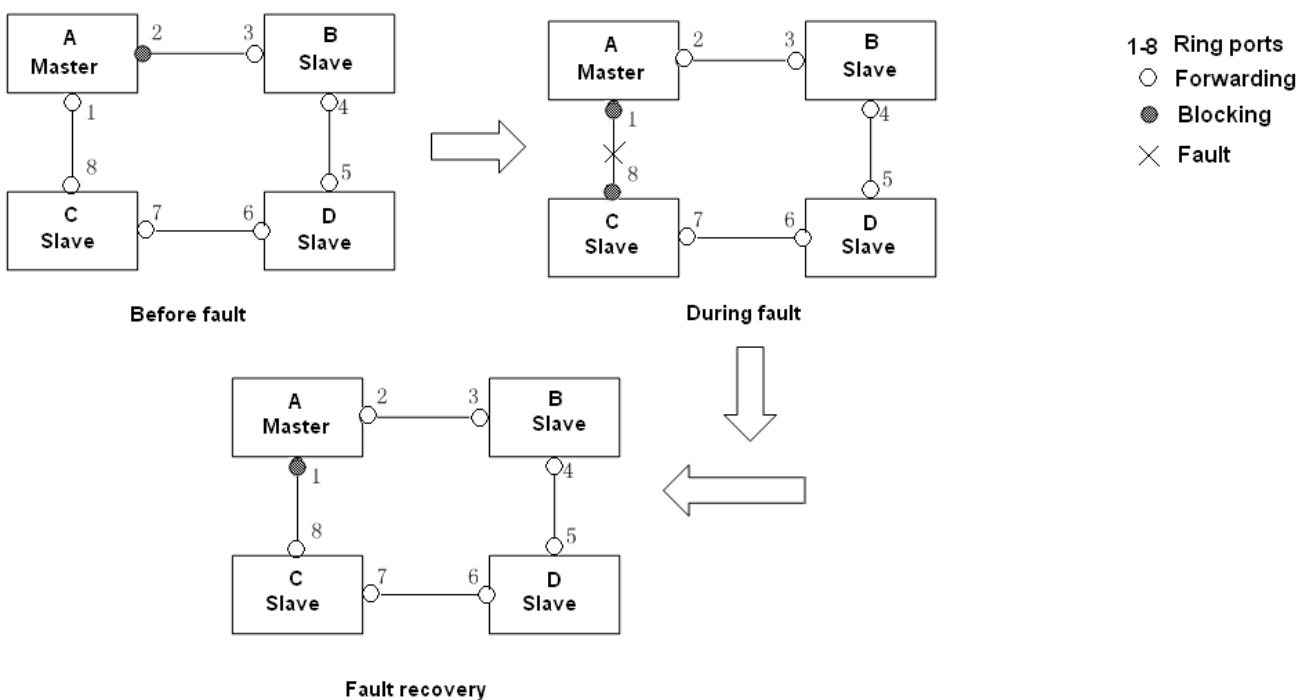 A
Master
2
3
B
Slave
1
4
8
5
C
Slave
7
6
D
Slave
Before fault
A
Master
2
3
B
Slave
1
4
8
5
C
Slave
7
6
D
Slave
During fault
1-8 Ring ports
Forwarding
Blocking
Fault
A
Master
2
3
B
Slave
1
4
8
5
C
Slave
7
6
D
Slave
Fault recovery